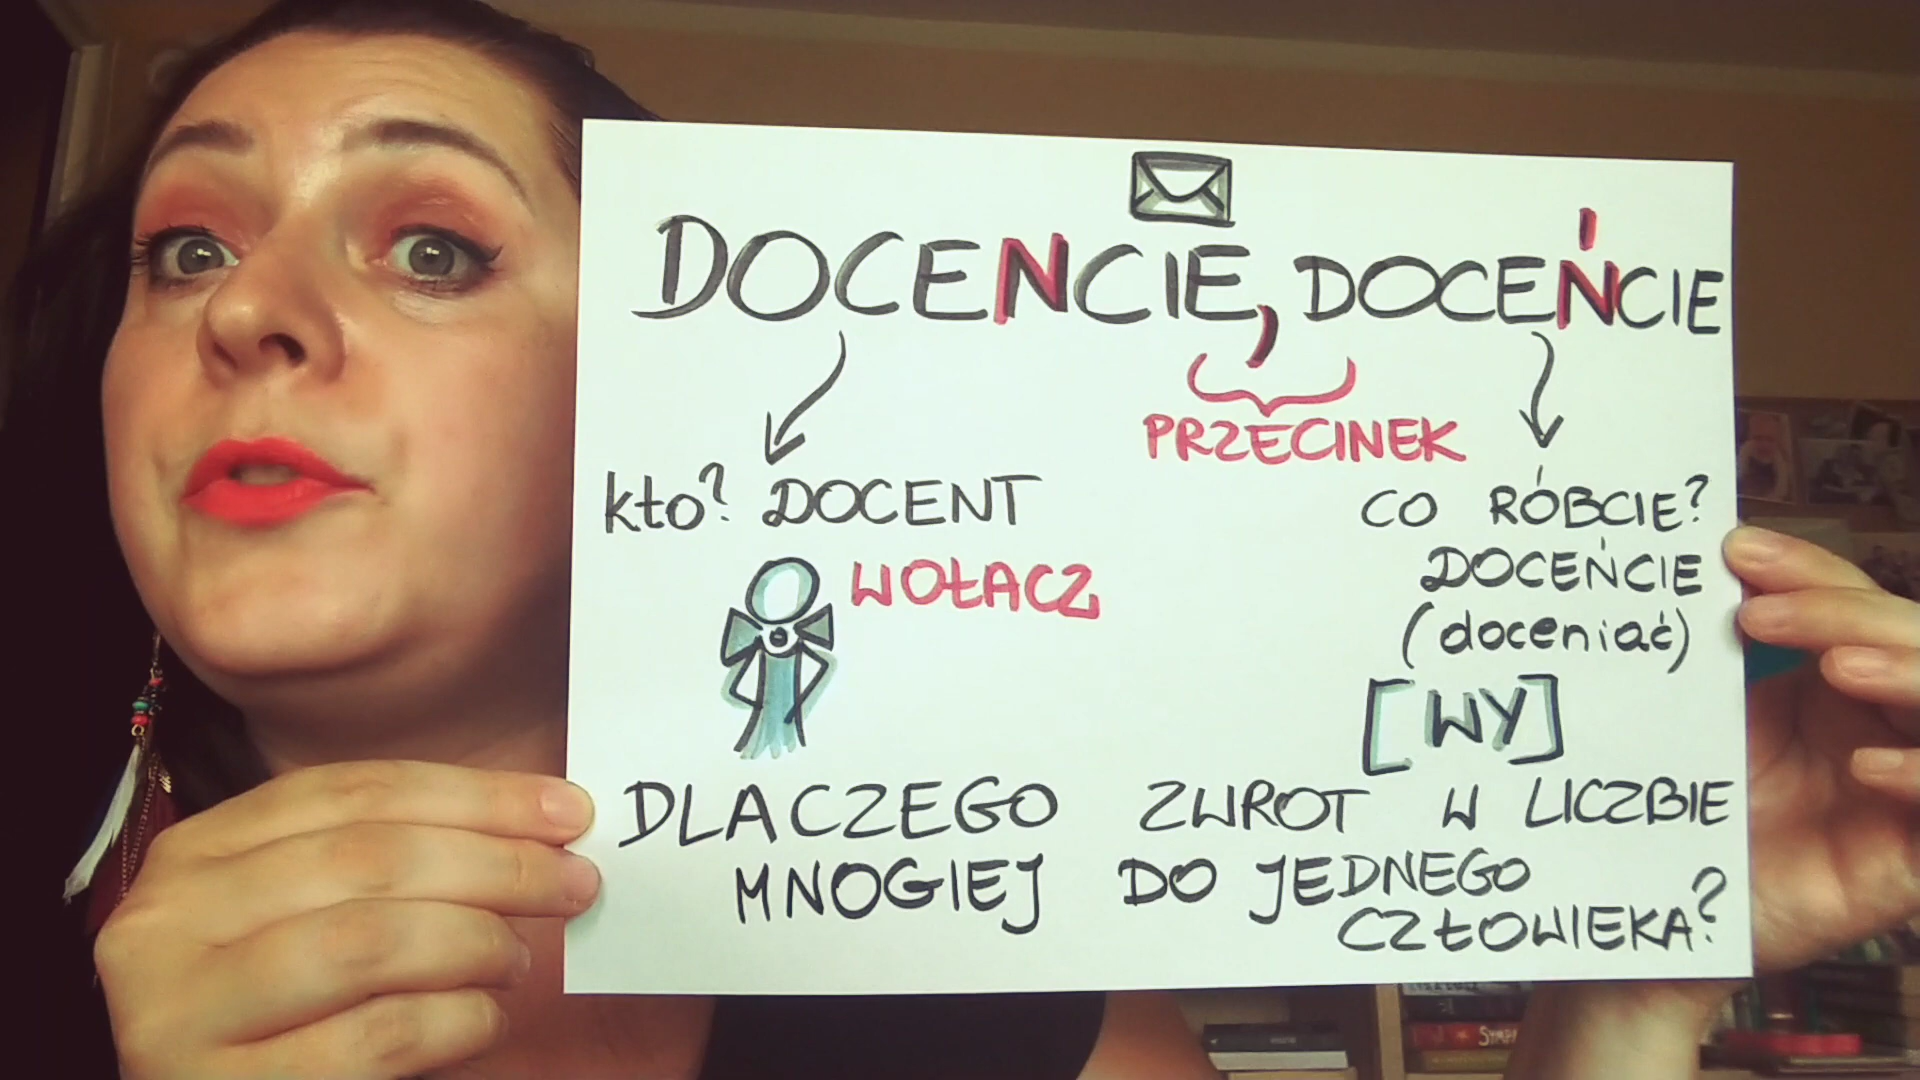 DOCENCIE, DOCEŃCIE
PRZECINEK
kto? DOCENT
WOŁACZ
CO RÓBCIE?
DOCEŃCIE
(doceniać)
[WY]
DLACZEGO ZWROT W LICZBIE
MNOGIEJ DO JEDNEGO
CZŁOWIEKA?